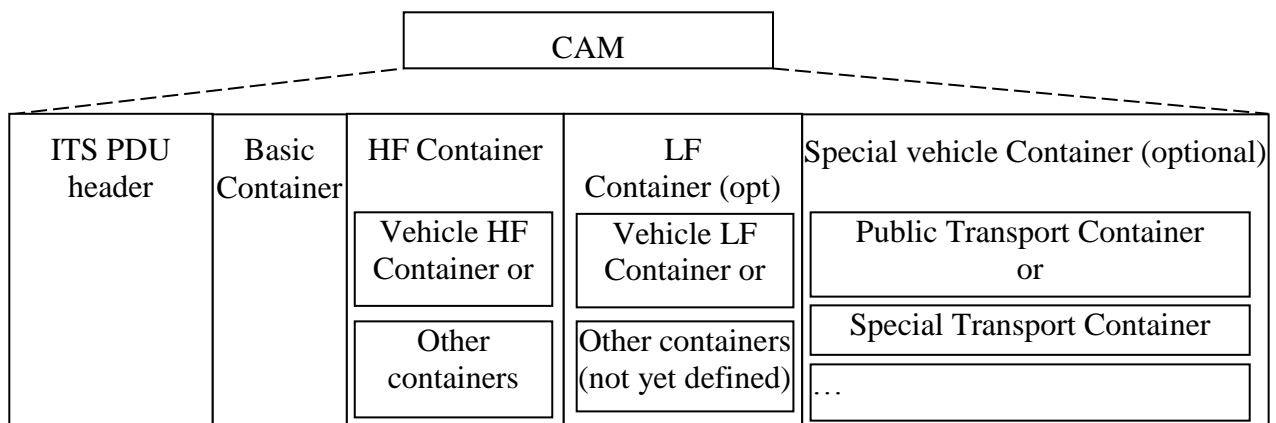 CAM
ITS PDU
header
Basic
Container
HF Container
Vehicle HF
Container or
Other
containers
LF
Container (opt)
Vehicle LF
Container or
Other containers
(not yet defined)
Special vehicle Container (optional)
Public Transport Container
or
Special Transport Container
…